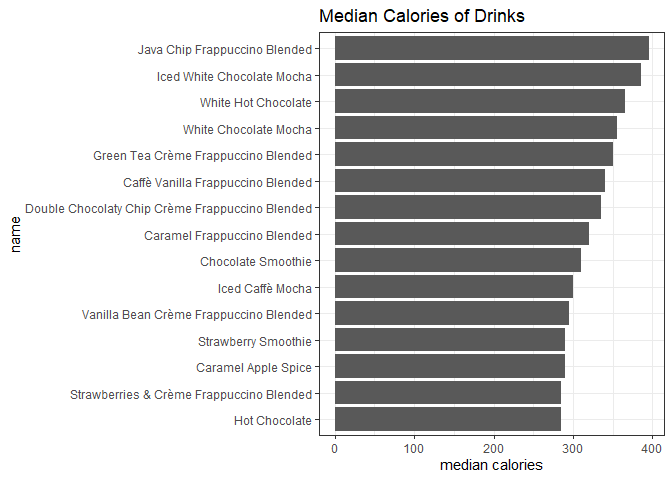 Median Calories of Drinks
Java Chip Frappuccino Blended
Iced White Chocolate Mocha
White Hot Chocolate
White Chocolate Mocha
Green Tea Crème Frappuccino Blended
Caffè Vanilla Frappuccino Blended
Double Chocolaty Chip Crème Frappuccino Blended
Caramel Frappuccino Blended
Chocolate Smoothie
Iced Caffè Mocha
Vanilla Bean Crème Frappuccino Blended
Strawberry Smoothie
Caramel Apple Spice
Strawberries & Crème Frappuccino Blended
Hot Chocolate
name
0 100 200 300 400
median calories